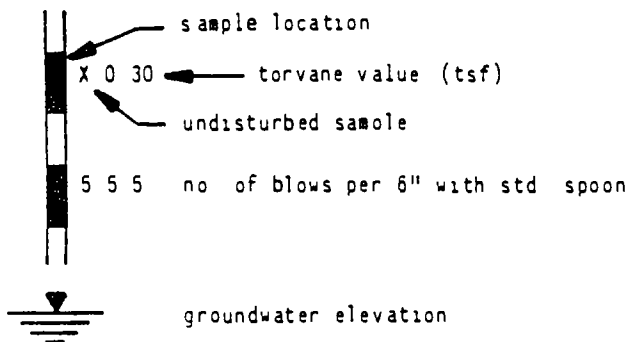 sample location
X 0 30 torvane value (tsf)
undisturbed samole
5 5 5 no of blows per 6" with std spoon
groundwater elevation